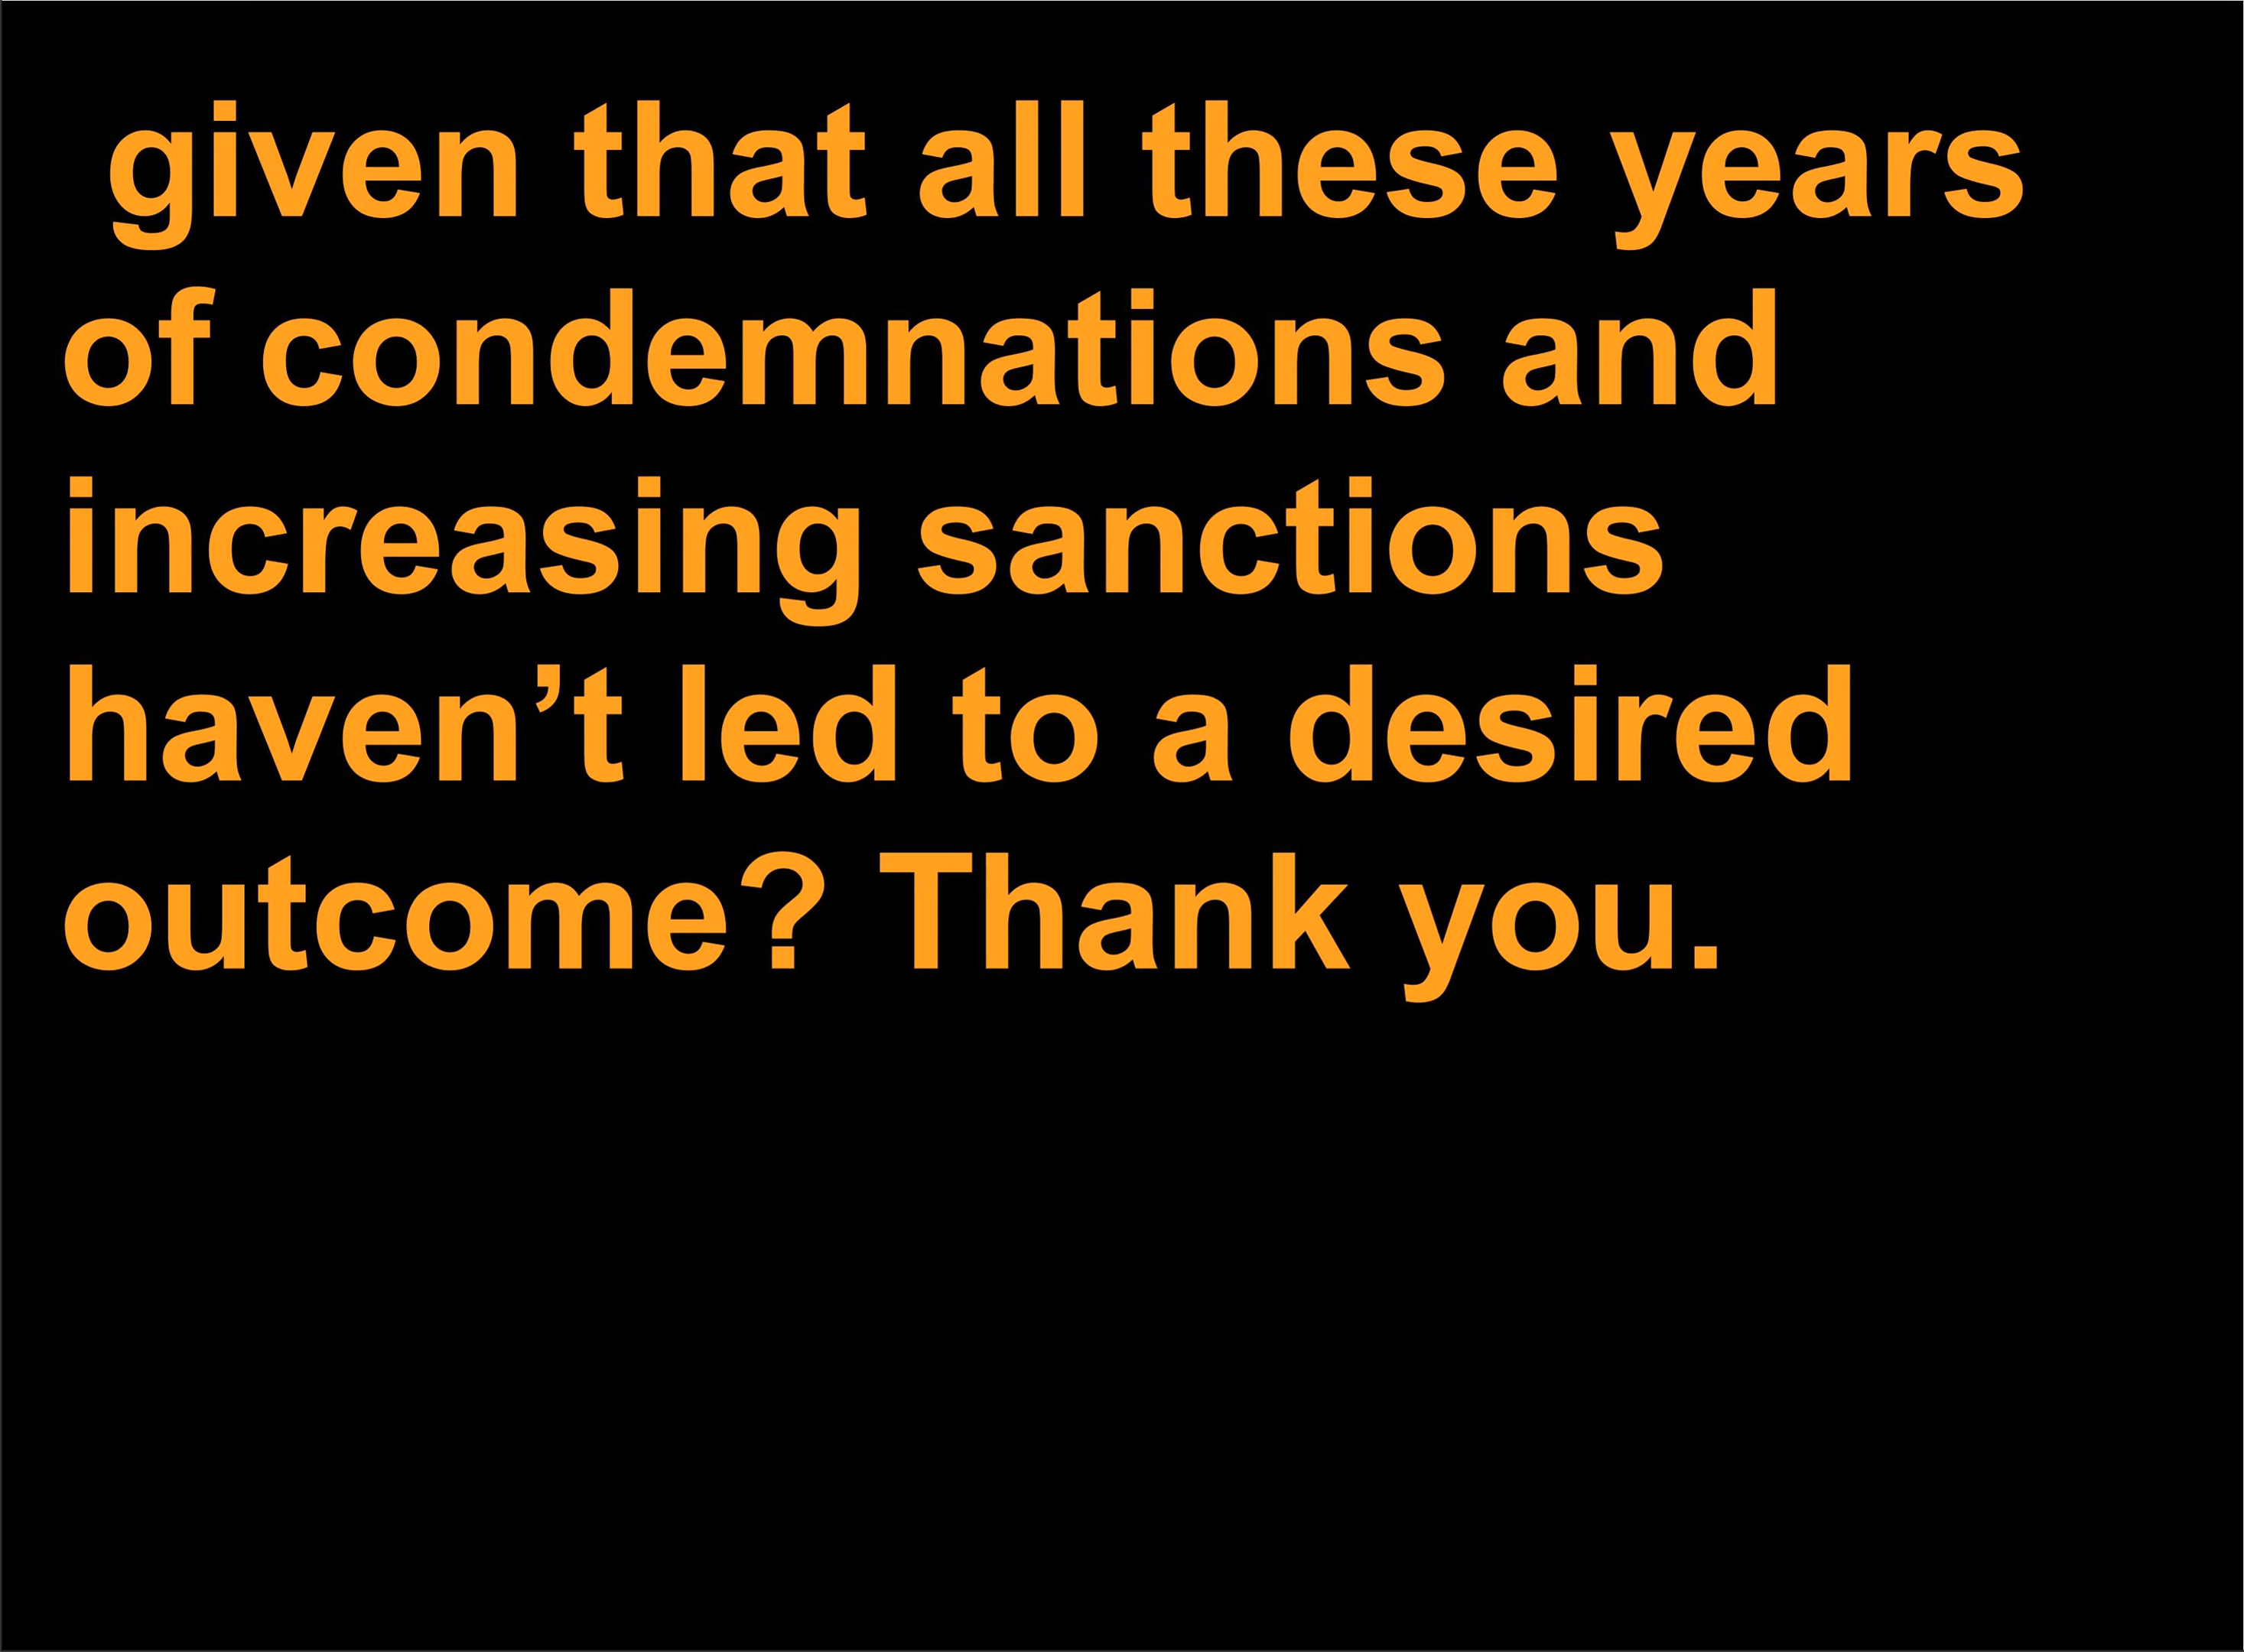 given that all these years
of condemnations and
increasing sanctions
haven’t led to a desired
outcome? Thank you.